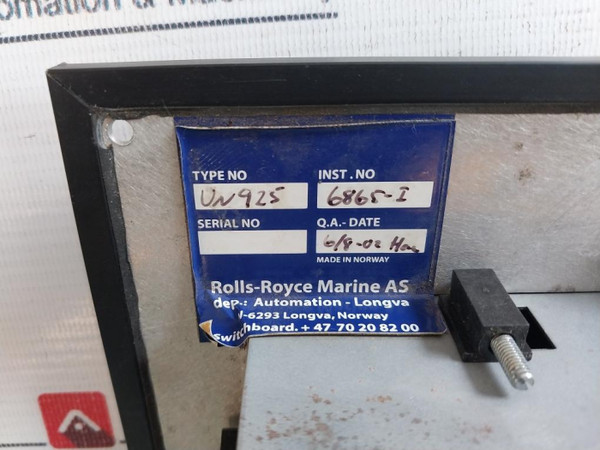 TYPE NO INST . NO
UN925 6865-I
SERIAL NO Q.A.- DATE
6/8-02
MADE IN NORWAY
Rolls-Royce Marine AS
dep.: Automation - Longva
-6293 Longva, Norway
Switchboard. + 47 70 20 82 00